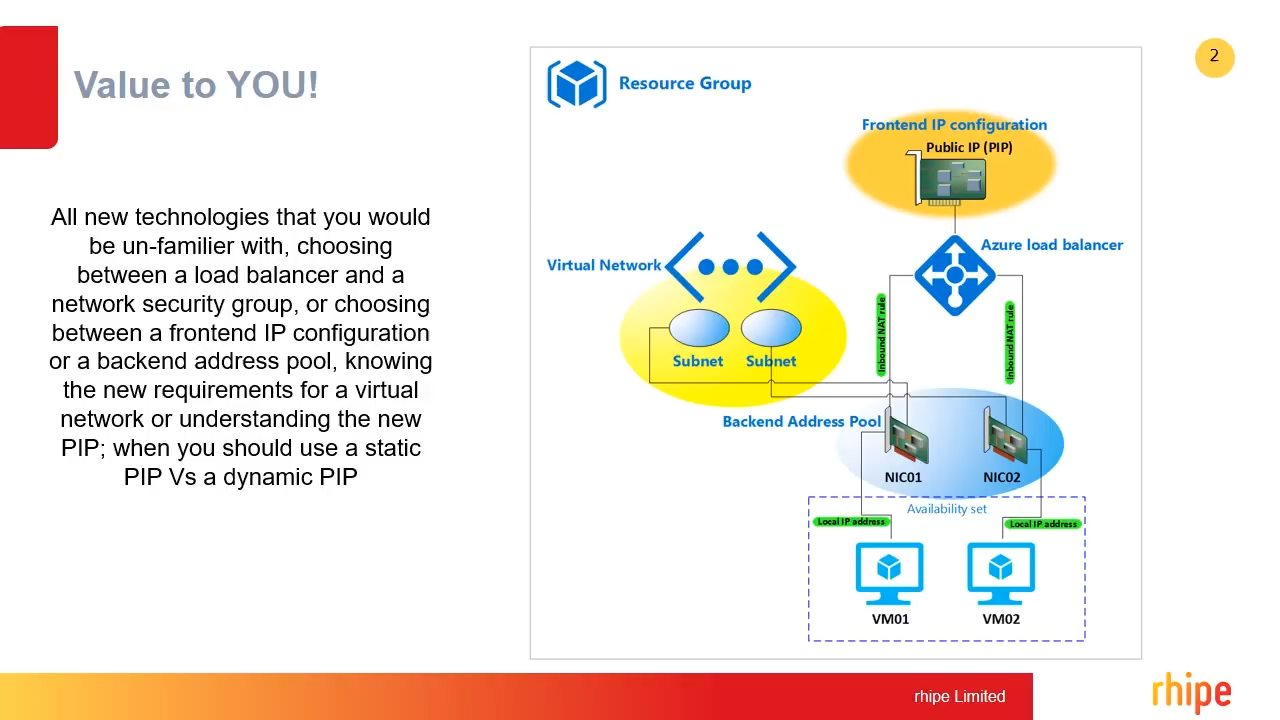 2
Value to YOU!
All new technologies that you would
be un-familier with, choosing
between a load balancer and a
network security group, or choosing
between a frontend IP configuration
or a backend address pool, knowing
the new requirements for a virtual
network or understanding the new
PIP; when you should use a static
PIP Vs a dynamic PIP
Resource Group
Frontend IP configuration
Public IP (PIP)
Azure load balancer
Virtual Network
Inbound NAT rule
Inbound NAT rule
Subnet
Subnet
Backend Address Pool
NIC01
NIC02
Availability set
Local IP address
Local IP address
VM01
VM02
rhipe Limited
rhipe